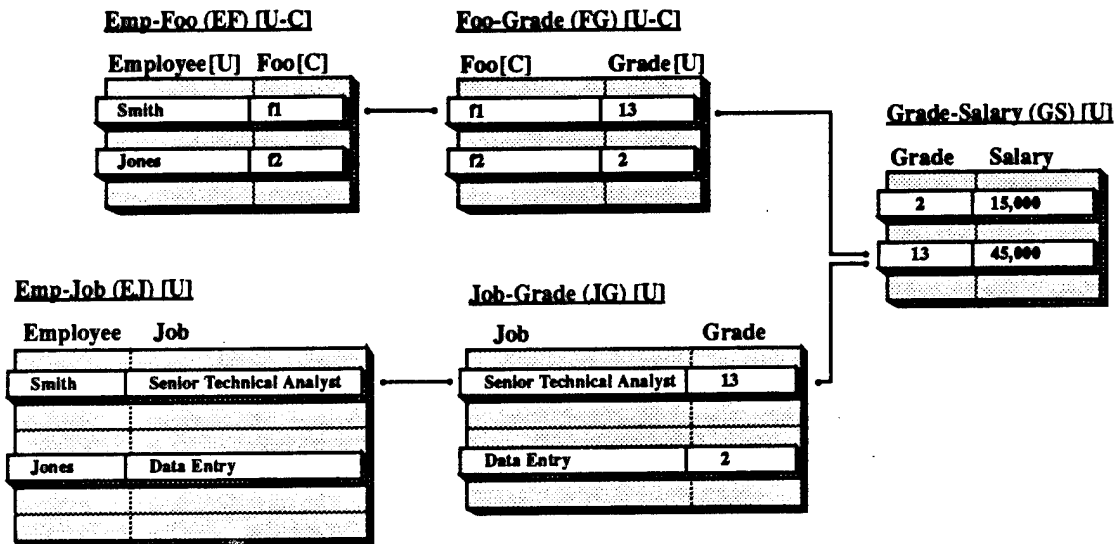 Emp-Foo (EF) [U-C]
Employee[U] Foo[C]
Smith f1
Jones f2
Foo-Grade (FG) [U-C]
Foo[C] Grade[U]
f1 13
f2 2
Grade-Salary (GS) [U]
Grade Salary
2 15,000
13 45,000
Emp-Job (EJ) [U]
Employee Job
Smith Senior Technical Analyst
Jones Data Entry
Job-Grade (JG) [U]
Job Grade
Senior Technical Analyst 13
Data Entry 2